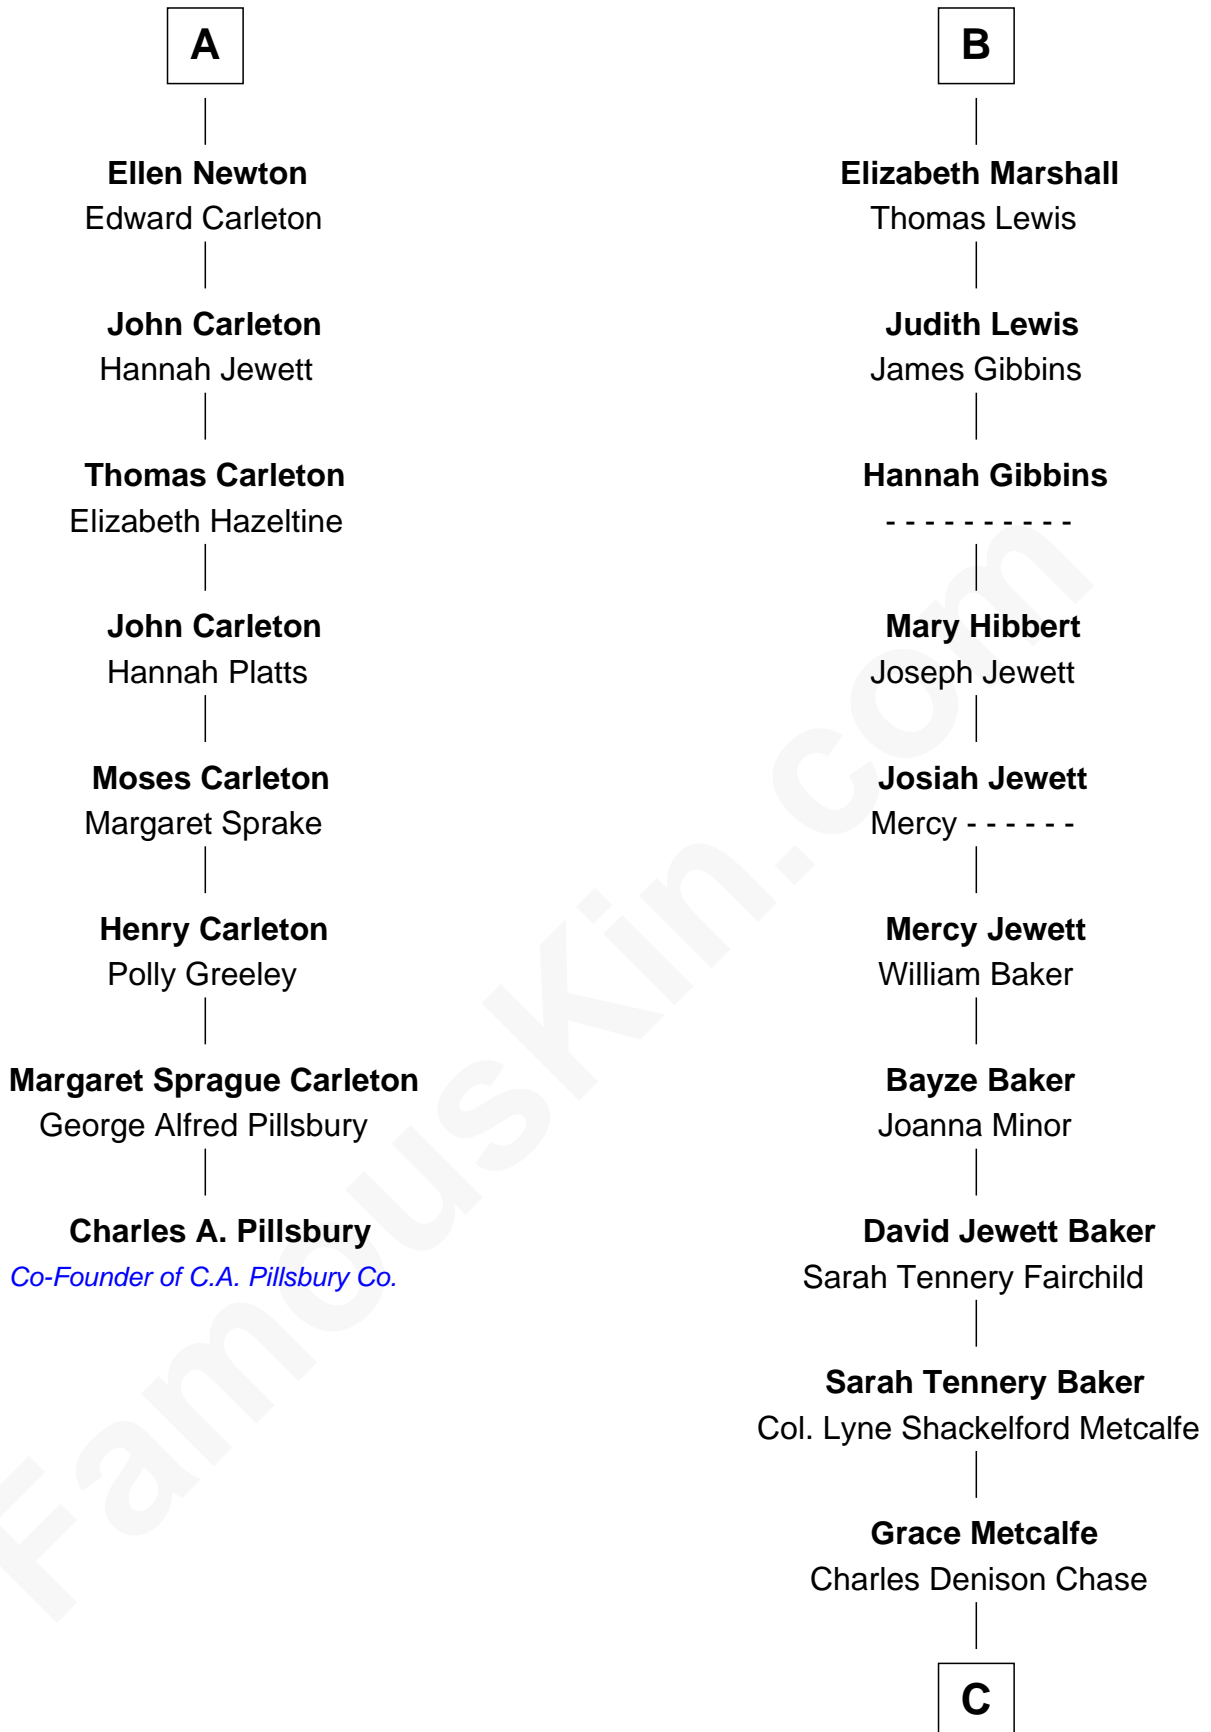 A
Ellen Newton
Edward Carleton
John Carleton
Hannah Jewett
Thomas Carleton
Elizabeth Hazeltine
John Carleton
Hannah Platts
Moses Carleton
Margaret Sprake
Henry Carleton
Polly Greeley
Margaret Sprague Carleton
George Alfred Pillsbury
Charles A. Pillsbury
Co-Founder of C.A. Pillsbury Co.
B
Elizabeth Marshall
Thomas Lewis
Judith Lewis
James Gibbins
Hannah Gibbins
- - - - - - - - - -
Mary Hibbert
Joseph Jewett
Josiah Jewett
Mercy - - - - - -
Mercy Jewett
William Baker
Bayze Baker
Joanna Minor
David Jewett Baker
Sarah Tennery Fairchild
Sarah Tennery Baker
Col. Lyne Shackelford Metcalfe
Grace Metcalfe
Charles Denison Chase
C
FamousKin.com